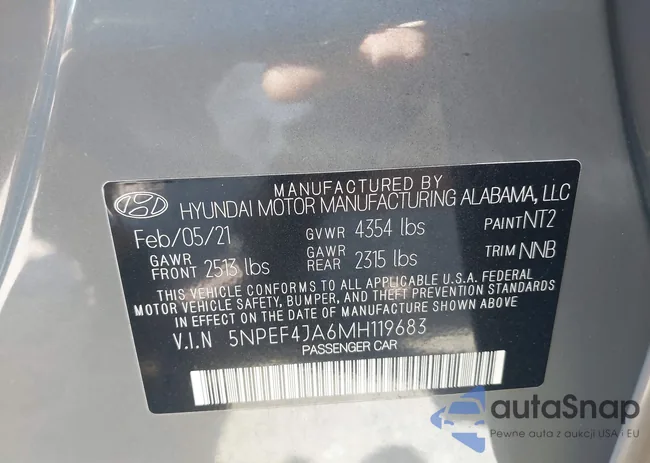 MANUFACTURED BY
HYUNDAI MOTOR MANUFACTURING ALABAMA, LLC
Feb/05/21 GVWR 4354 lbs PAINT NT2
GAWR FRONT 2513 lbs GAWR REAR 2315 lbs TRIM NNB
THIS VEHICLE CONFORMS TO ALL APPLICABLE U.S.A. FEDERAL
MOTOR VEHICLE SAFETY, BUMPER, AND THEFT PREVENTION STANDARDS
IN EFFECT ON THE DATE OF MANUFACTURE SHOWN ABOVE
V.I.N 5NPEF4JA6MH119683
PASSENGER CAR
autaSnap
Pewne auta z aukcji USA i EU